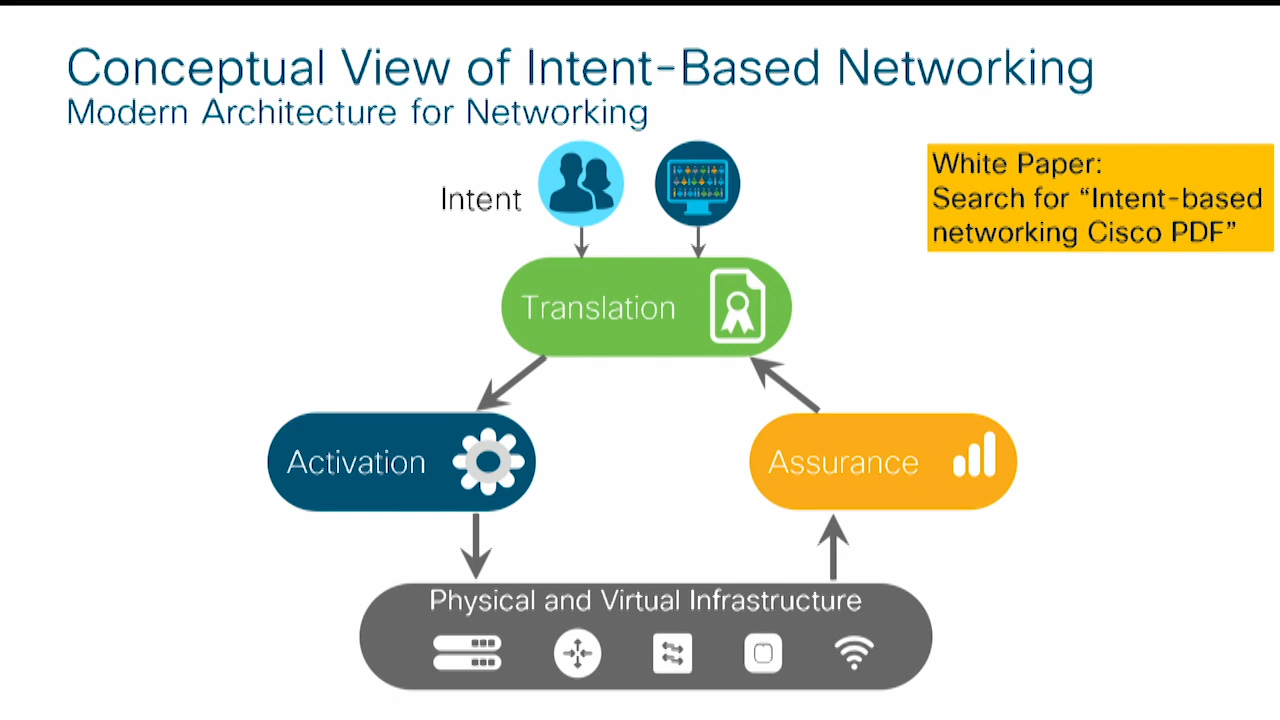 Conceptual View of Intent-Based Networking
Modern Architecture for Networking
White Paper:
Search for “Intent-based
networking Cisco PDF”
Intent
Translation
Activation
Assurance
Physical and Virtual Infrastructure